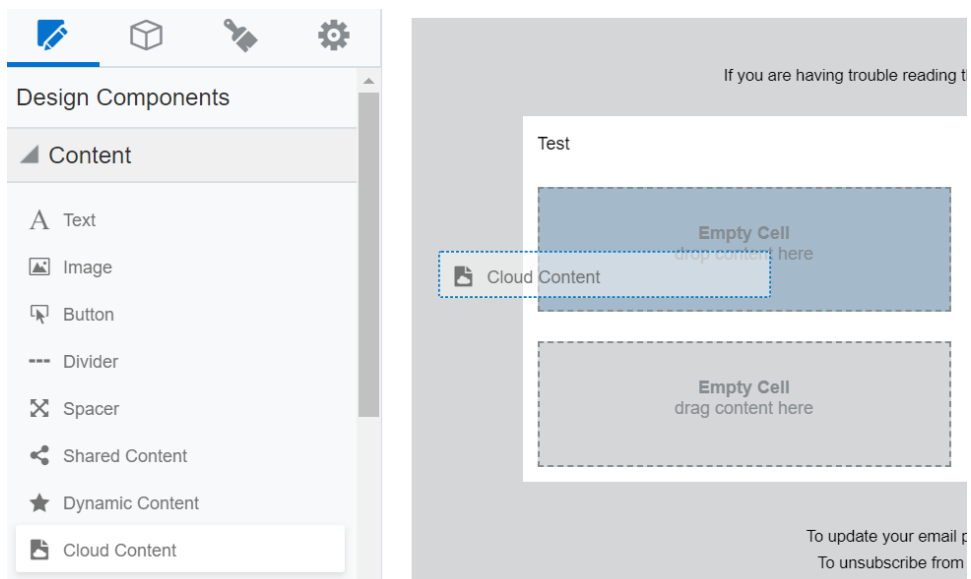 Design Components
Content
Text
Image
Button
Divider
Spacer
Shared Content
Dynamic Content
Cloud Content
If you are having trouble reading
Test
Empty Cell
drop content here
Cloud Content
Empty Cell
drag content here
To update your email
To unsubscribe from